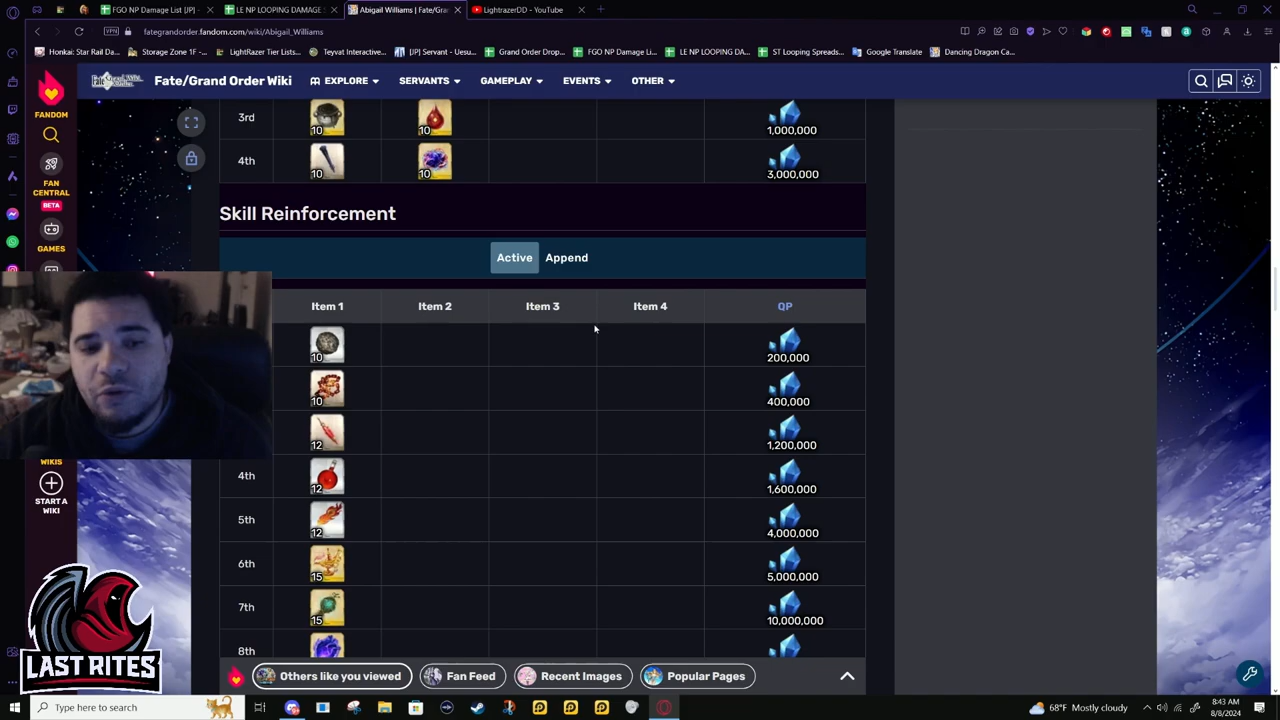 FGO NP Damage List [JP] -
LE NP LOOPING DAMAGE
Abigail Williams | Fate/Gra
LightrazerDD - YouTube
VPN
fategrandorder.fandom.com/wiki/Abigail_Williams
Honkai: Star Rail Da...
Storage Zone 1F -...
LightRazer Tier Lists...
Teyvat Interactive...
[JP] Servant - Uesu...
Grand Order Drop...
FGO NP Damage Li...
LE NP LOOPING DA...
ST Looping Spreads...
Google Translate
Dancing Dragon Ca...
FANDOM
Fate/Grand Order Wiki
EXPLORE
SERVANTS
GAMEPLAY
EVENTS
OTHER
FAN CENTRAL
BETA
GAMES
WIKIS
START A WIKI
3rd 10 10 1,000,000
4th 10 10 3,000,000
Skill Reinforcement
Active Append
Item 1 Item 2 Item 3 Item 4 QP
10 200,000
10 400,000
12 1,200,000
4th 12 1,600,000
5th 12 4,000,000
6th 15 5,000,000
7th 15 10,000,000
8th
Others like you viewed
Popular Pages
LAST RITES
Type here to search
68°F Mostly cloudy
8:43 AM
8/8/2024